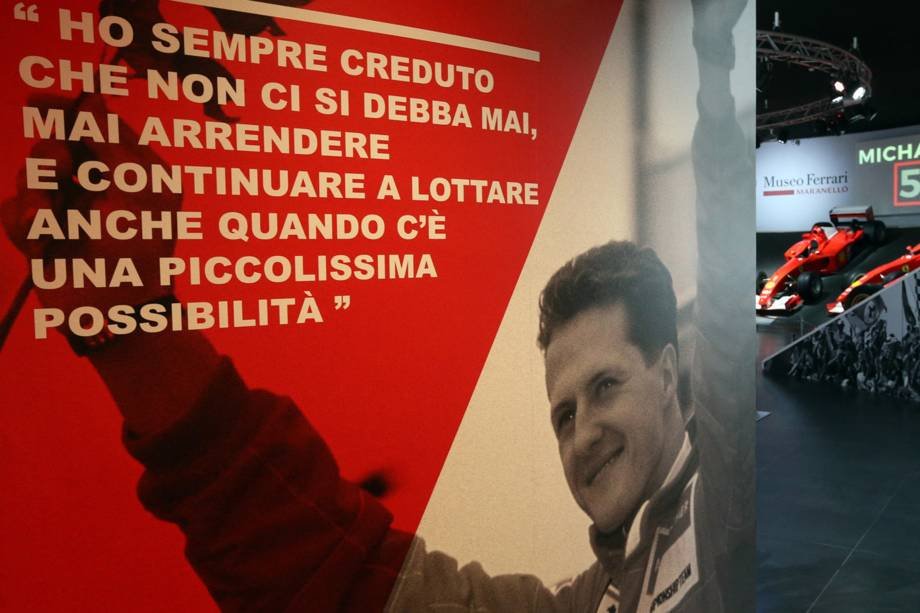 “ HO SEMPRE CREDUTO
CHE NON CI SI DEBBA MAI,
MAI ARRENDERE
E CONTINUARE A LOTTARE
ANCHE QUANDO C’È
UNA PICCOLISSIMA
POSSIBILITÀ ”
MICHA
5
Museo Ferrari
MARANELLO